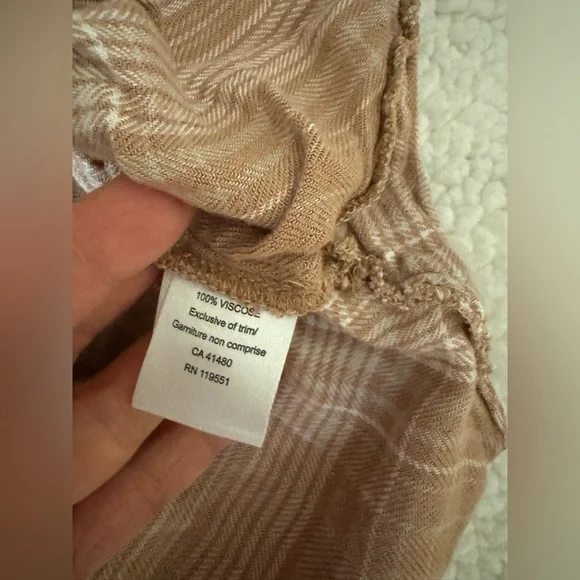 100% VISCOSE
Exclusive of trim/
Garniture non comprise
CA 41480
RN 119551